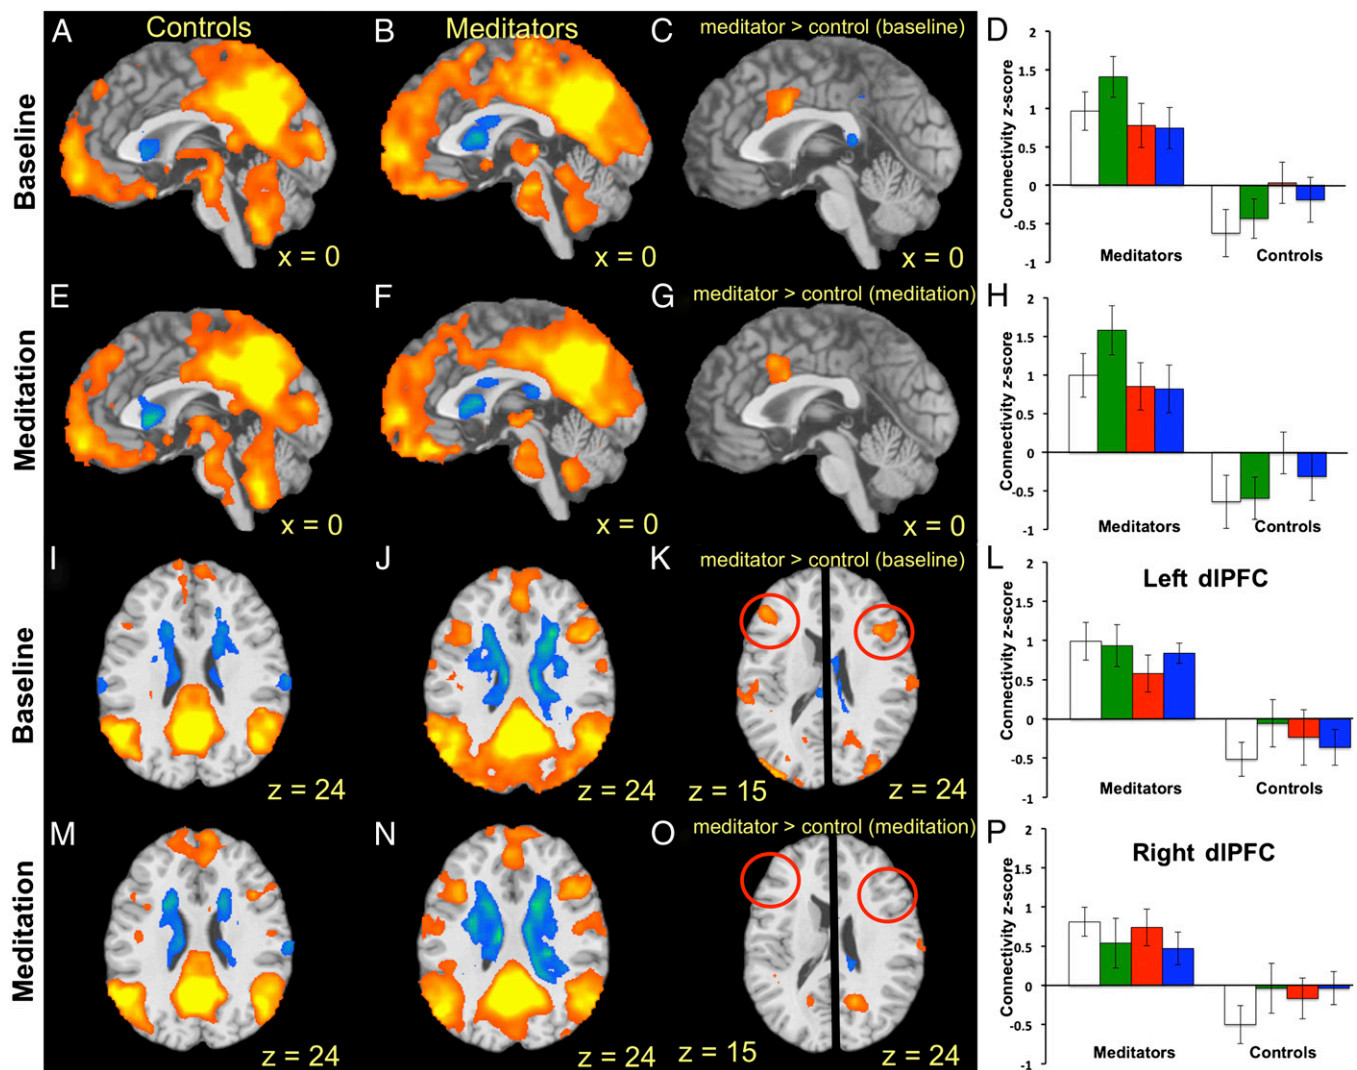 A Controls
B Meditators
C meditator > control (baseline)
D
Baseline
x = 0
x = 0
x = 0
Connectivity z-score
2
1.5
1
0.5
0
-0.5
-1
Meditators
Controls
E
F
G meditator > control (meditation)
H
Meditation
x = 0
x = 0
x = 0
Connectivity z-score
2
1.5
1
0.5
0
-0.5
-1
Meditators
Controls
I
J
K meditator > control (baseline)
L
Left dlPFC
Baseline
z = 24
z = 24
z = 15
z = 24
Connectivity z-score
2
1.5
1
0.5
0
-0.5
-1
Meditators
Controls
M
N
O meditator > control (meditation)
P
Right dlPFC
Meditation
z = 24
z = 24
z = 15
z = 24
Connectivity z-score
2
1.5
1
0.5
0
-0.5
-1
Meditators
Controls